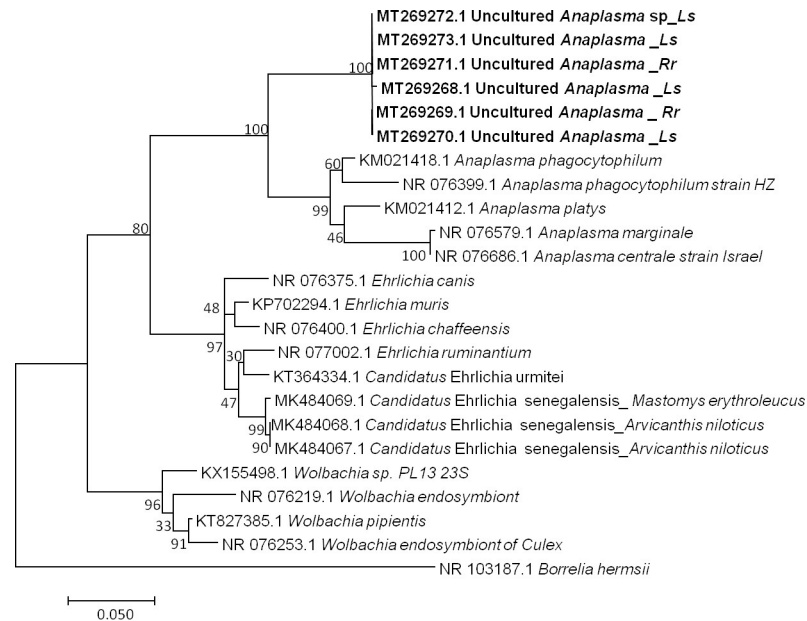 MT269272.1 Uncultured Anaplasma sp_Ls
MT269273.1 Uncultured Anaplasma _Ls
MT269271.1 Uncultured Anaplasma _Rr
100
MT269268.1 Uncultured Anaplasma _Ls
MT269269.1 Uncultured Anaplasma _ Rr
100
MT269270.1 Uncultured Anaplasma _Ls
60
KM021418.1 Anaplasma phagocytophilum
NR 076399.1 Anaplasma phagocytophilum strain HZ
99
KM021412.1 Anaplasma platys
80
NR 076579.1 Anaplasma marginale
46
100
NR 076686.1 Anaplasma centrale strain Israel
NR 076375.1 Ehrlichia canis
48
KP702294.1 Ehrlichia muris
NR 076400.1 Ehrlichia chaffeensis
97
30
NR 077002.1 Ehrlichia ruminantium
KT364334.1 Candidatus Ehrlichia urmitei
47
MK484069.1 Candidatus Ehrlichia senegalensis_ Mastomys erythroleucus
99
MK484068.1 Candidatus Ehrlichia senegalensis_Arvicanthis niloticus
90
MK484067.1 Candidatus Ehrlichia senegalensis_Arvicanthis niloticus
KX155498.1 Wolbachia sp. PL13 23S
96
NR 076219.1 Wolbachia endosymbiont
33
KT827385.1 Wolbachia pipientis
91
NR 076253.1 Wolbachia endosymbiont of Culex
NR 103187.1 Borrelia hermsii
0.050